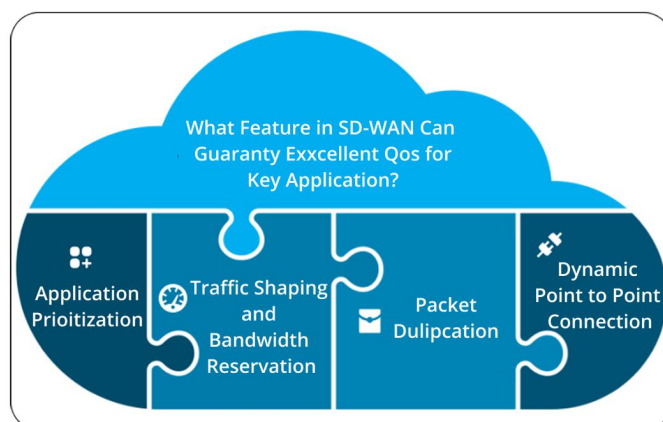 What Feature in SD-WAN Can
Guaranty Exxcellent Qos for
Key Application?
Application
Prioitization
Traffic Shaping
and
Bandwidth
Reservation
Packet
Dulipcation
Dynamic
Point to Point
Connection